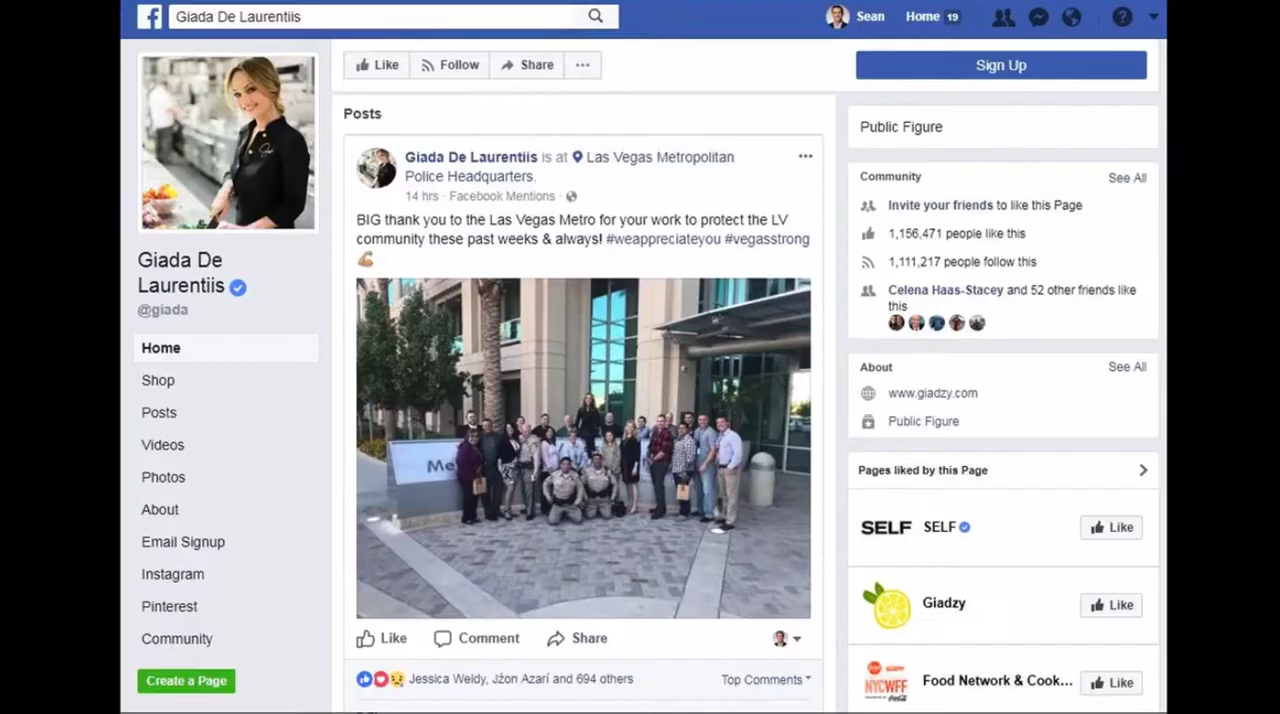 Giada De Laurentiis
Sean
Home 19
Giada De
Laurentiis
@giada
Home
Shop
Posts
Videos
Photos
About
Email Signup
Instagram
Pinterest
Community
Create a Page
Like
Follow
Share
Sign Up
Posts
Giada De Laurentiis is at Las Vegas Metropolitan
Police Headquarters.
14 hrs · Facebook Mentions ·
BIG thank you to the Las Vegas Metro for your work to protect the LV
community these past weeks & always! #weappreciateyou #vegasstrong
💪🏽
Me
Like
Comment
Share
Jessica Weldy, Jźon Azarí and 694 others
Top Comments
Public Figure
Community
See All
Invite your friends to like this Page
1,156,471 people like this
1,111,217 people follow this
Celena Haas-Stacey and 52 other friends like
this
About
See All
www.giadzy.com
Public Figure
Pages liked by this Page
SELF
SELF
Like
Giadzy
Like
NYCWFF
Food Network & Cook...
Like